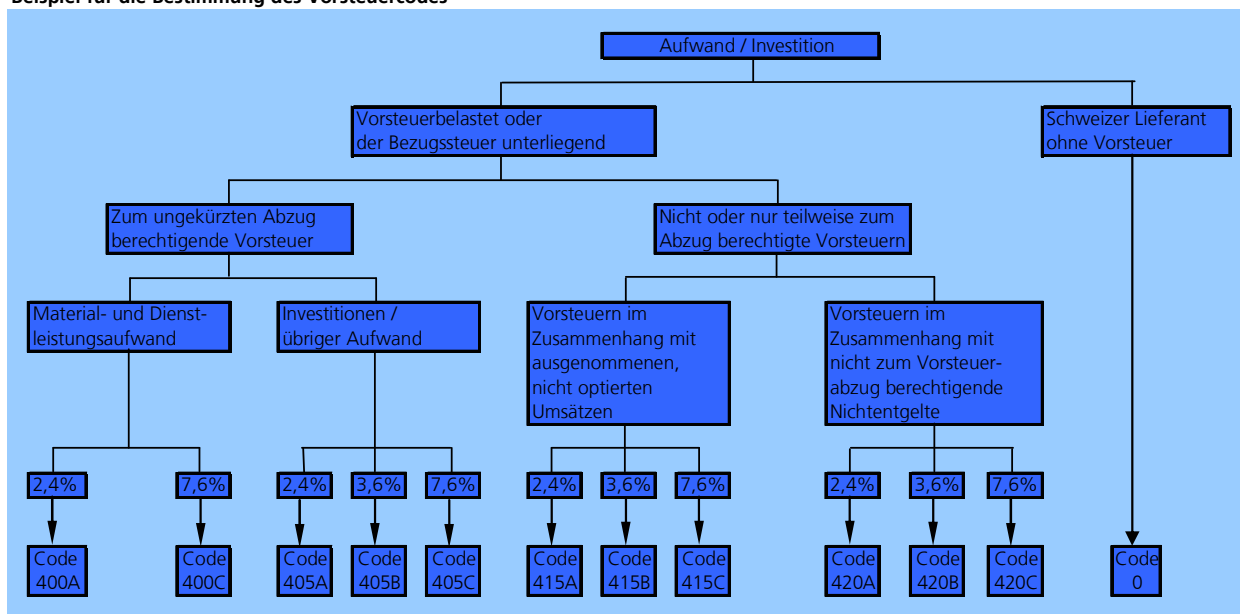 Beispiel für die Bestimmung des Vorsteuercodes
Aufwand / Investition
Vorsteuerbelastet oder
der Bezugssteuer unterliegend
Schweizer Lieferant
ohne Vorsteuer
Zum ungekürzten Abzug
berechtigende Vorsteuer
Nicht oder nur teilweise zum
Abzug berechtigte Vorsteuern
Material- und Dienst-
leistungsaufwand
Investitionen /
übriger Aufwand
Vorsteuern im
Zusammenhang mit
ausgenommenen,
nicht optierten
Umsätzen
Vorsteuern im
Zusammenhang mit
nicht zum Vorsteuer-
abzug berechtigende
Nichtentgelte
2,4%
7,6%
2,4%
3,6%
7,6%
2,4%
3,6%
7,6%
2,4%
3,6%
7,6%
Code
400A
Code
400C
Code
405A
Code
405B
Code
405C
Code
415A
Code
415B
Code
415C
Code
420A
Code
420B
Code
420C
Code
0